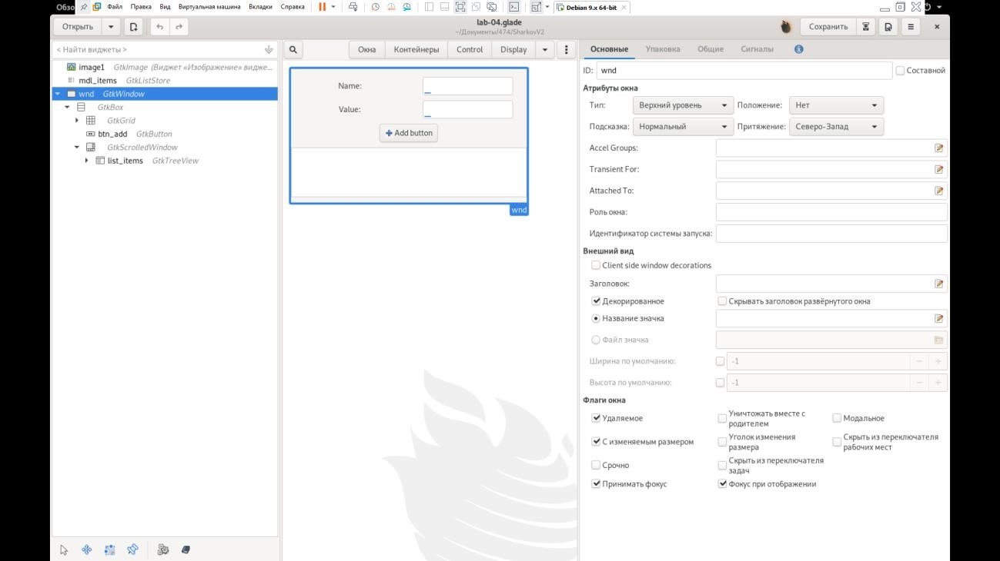 Обзо Файл Правка Вид Виртуальная машина Вкладки Справка Debian 9.x 64-bit
Открыть lab-04.glade Сохранить
~/Документы/474/SharkovV2
< Найти виджеты > Окна Контейнеры Control Display Основные Упаковка Общие Сигналы
image1 GtkImage (Виджет «Изображение» видже...
mdl_items GtkListStore
wnd GtkWindow
GtkBox
GtkGrid
btn_add GtkButton
GtkScrolledWindow
list_items GtkTreeView
Name:
Value:
Add button
wnd
ID: wnd Составной
Атрибуты окна
Тип: Верхний уровень Положение: Нет
Подсказка: Нормальный Притяжение: Северо-Запад
Accel Groups:
Transient For:
Attached To:
Роль окна:
Идентификатор системы запуска:
Внешний вид
Client side window decorations
Заголовок:
Декорированное Скрывать заголовок развёрнутого окна
Название значка
Файл значка
Ширина по умолчанию: -1
Высота по умолчанию: -1
Флаги окна
Удаляемое Уничтожать вместе с родителем Модальное
С изменяемым размером Уголок изменения размера Скрыть из переключателя рабочих мест
Срочно Скрыть из переключателя задач
Принимать фокус Фокус при отображении